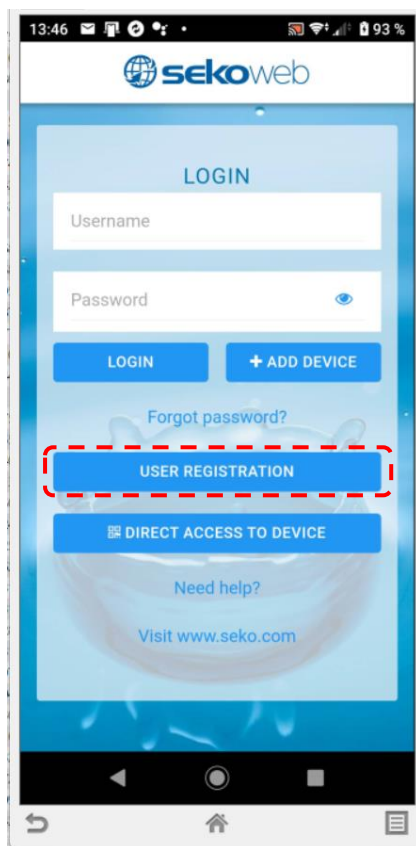 13:46 93 %
sekoweb
LOGIN
Username
Password
LOGIN + ADD DEVICE
Forgot password?
USER REGISTRATION
DIRECT ACCESS TO DEVICE
Need help?
Visit www.seko.com